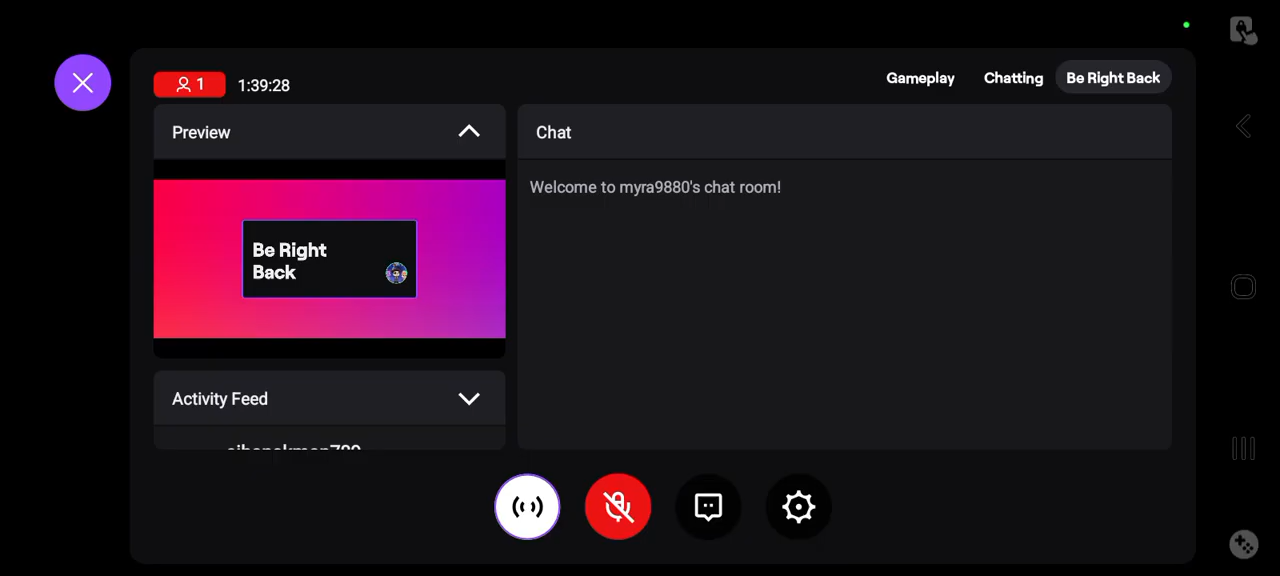 1
1:39:28
Gameplay
Chatting
Be Right Back
Preview
Chat
Welcome to myra9880's chat room!
Be Right
Back
Activity Feed